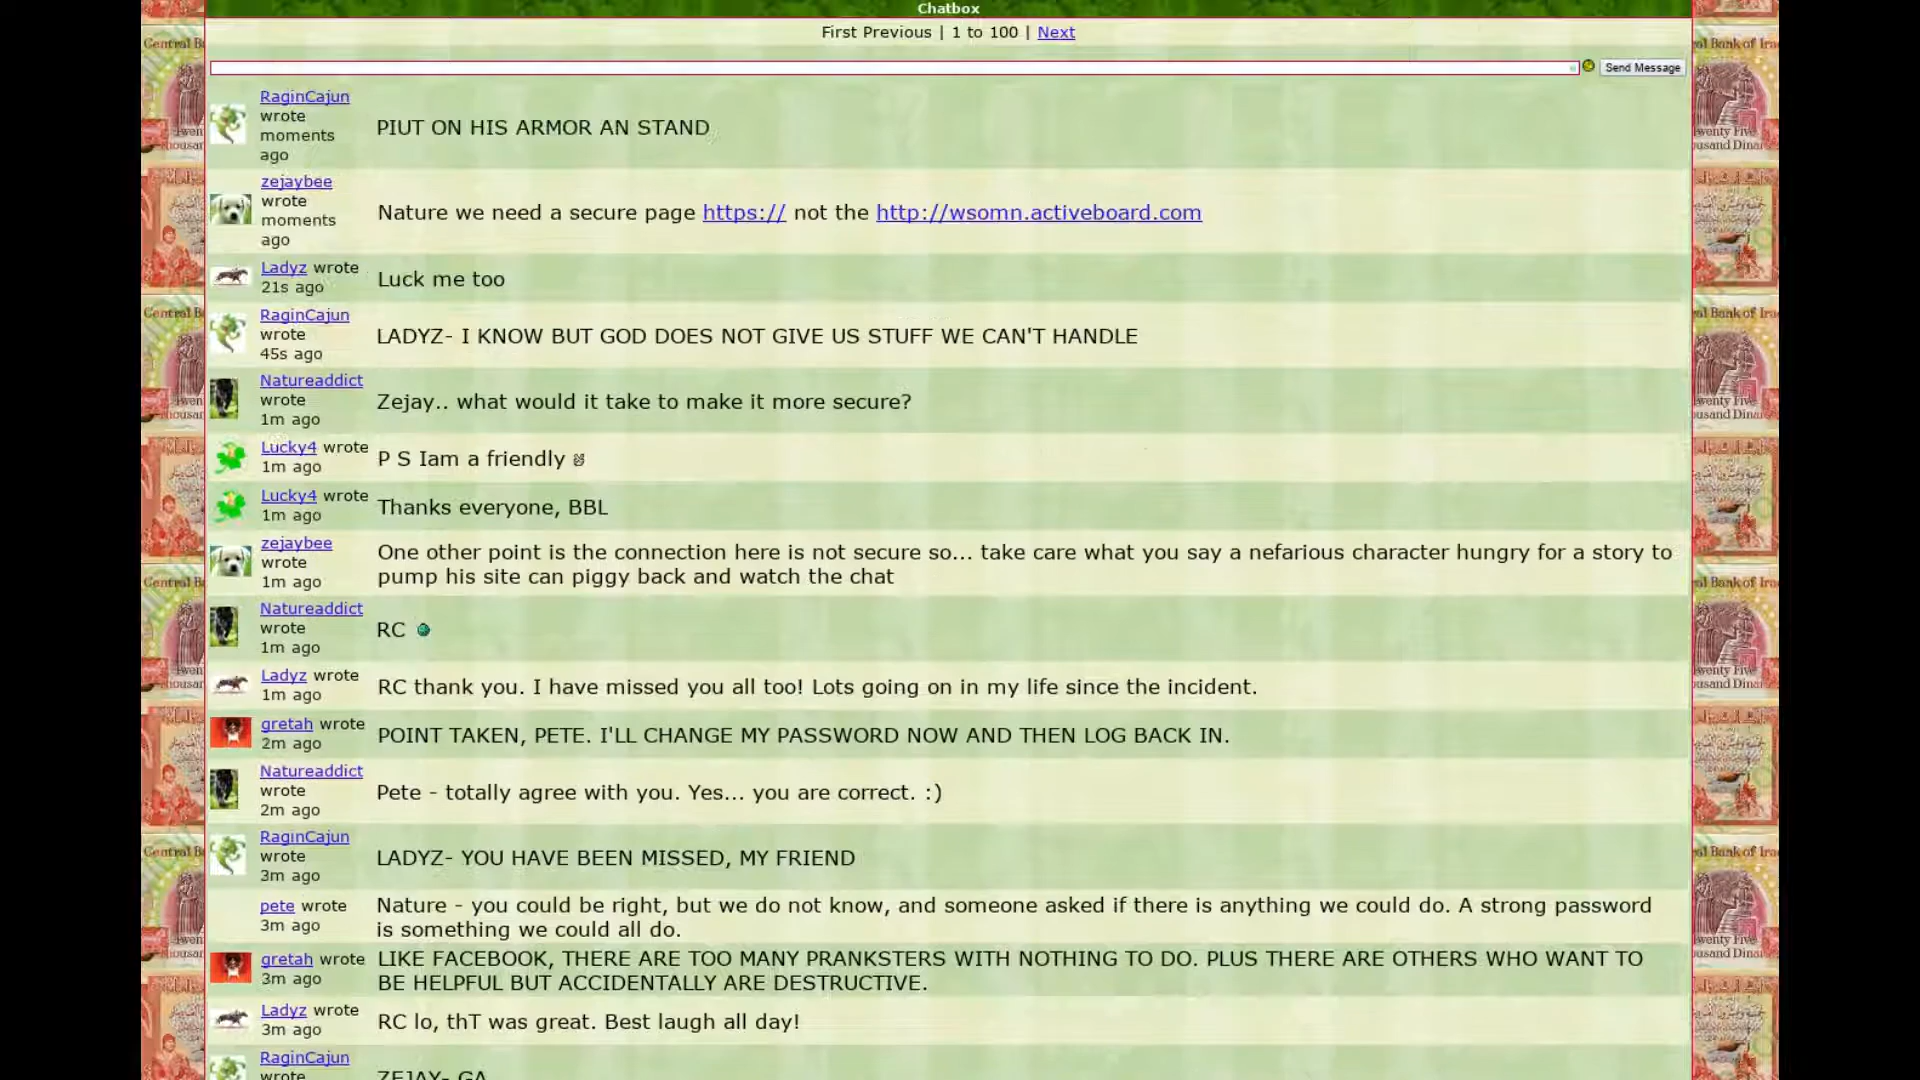 Chatbox
First Previous | 1 to 100 | Next
Send Message
RaginCajun
wrote
moments
ago
PIUT ON HIS ARMOR AN STAND
zejaybee
wrote
moments
ago
Nature we need a secure page https:// not the http://wsomn.activeboard.com
Ladyz wrote
21s ago
Luck me too
RaginCajun
wrote
45s ago
LADYZ- I KNOW BUT GOD DOES NOT GIVE US STUFF WE CAN'T HANDLE
Natureaddict
wrote
1m ago
Zejay.. what would it take to make it more secure?
Lucky4 wrote
1m ago
P S Iam a friendly
Lucky4 wrote
1m ago
Thanks everyone, BBL
zejaybee
wrote
1m ago
One other point is the connection here is not secure so... take care what you say a nefarious character hungry for a story to
pump his site can piggy back and watch the chat
Natureaddict
wrote
1m ago
RC
Ladyz wrote
1m ago
RC thank you. I have missed you all too! Lots going on in my life since the incident.
gretah wrote
2m ago
POINT TAKEN, PETE. I'LL CHANGE MY PASSWORD NOW AND THEN LOG BACK IN.
Natureaddict
wrote
2m ago
Pete - totally agree with you. Yes... you are correct. :)
RaginCajun
wrote
3m ago
LADYZ- YOU HAVE BEEN MISSED, MY FRIEND
pete wrote
3m ago
Nature - you could be right, but we do not know, and someone asked if there is anything we could do. A strong password
is something we could all do.
gretah wrote
3m ago
LIKE FACEBOOK, THERE ARE TOO MANY PRANKSTERS WITH NOTHING TO DO. PLUS THERE ARE OTHERS WHO WANT TO
BE HELPFUL BUT ACCIDENTALLY ARE DESTRUCTIVE.
Ladyz wrote
3m ago
RC lo, thT was great. Best laugh all day!
RaginCajun
wrote
ZEJAY- GA